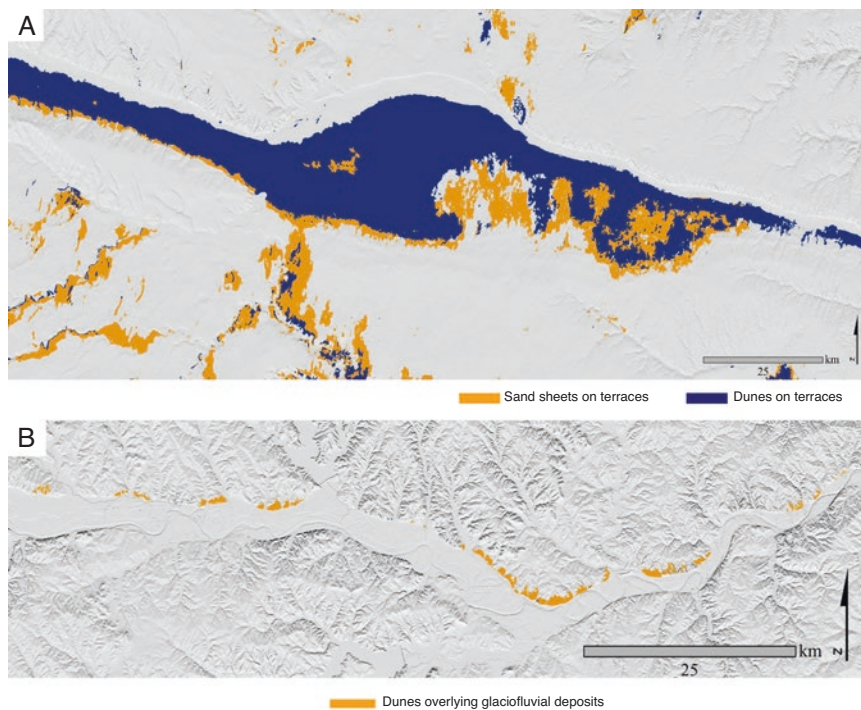 A
km
25
z
Sand sheets on terraces
Dunes on terraces
B
km
25
z
Dunes overlying glaciofluvial deposits